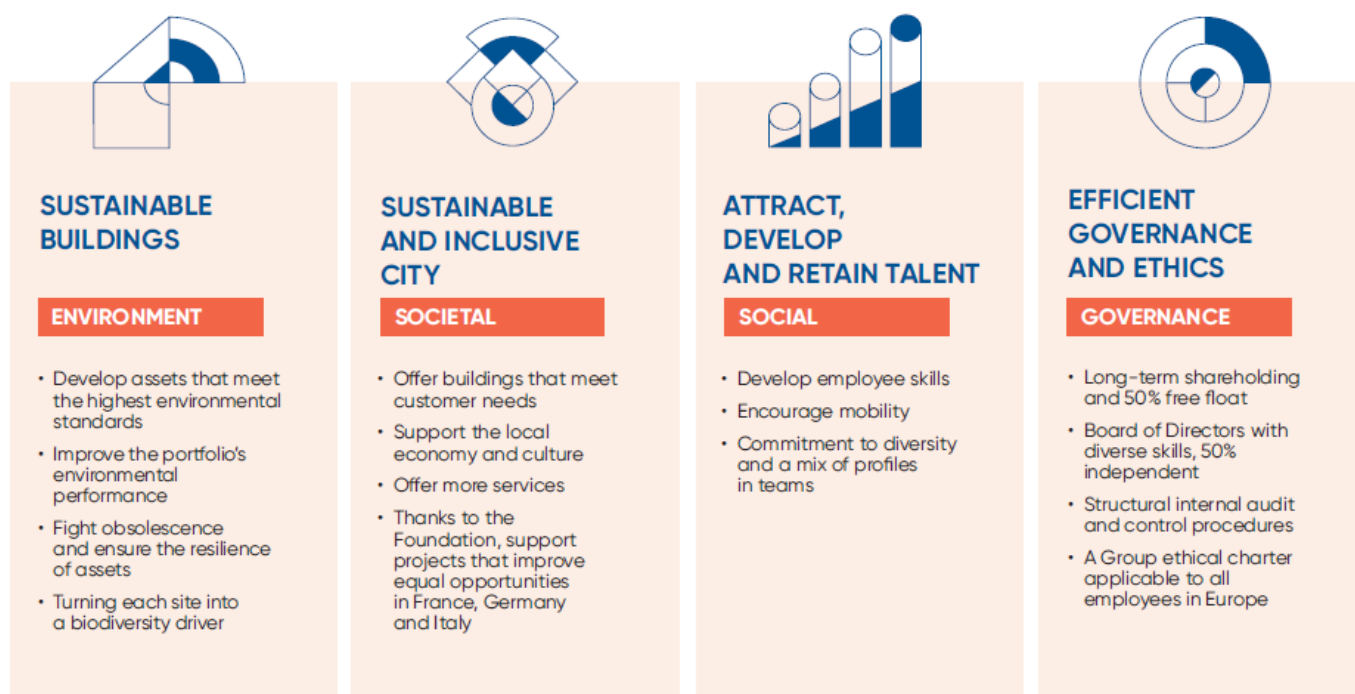 SUSTAINABLE
BUILDINGS
ENVIRONMENT
• Develop assets that meet
the highest environmental
standards
• Improve the portfolio's
environmental
performance
• Fight obsolescence
and ensure the resilience
of assets
• Turning each site into
a biodiversity driver
SUSTAINABLE
AND INCLUSIVE
CITY
SOCIETAL
• Offer buildings that meet
customer needs
• Support the local
economy and culture
• Offer more services
• Thanks to the
Foundation, support
projects that improve
equal opportunities
in France, Germany
and Italy
ATTRACT,
DEVELOP
AND RETAIN TALENT
SOCIAL
• Develop employee skills
• Encourage mobility
• Commitment to diversity
and a mix of profiles
in teams
EFFICIENT
GOVERNANCE
AND ETHICS
GOVERNANCE
• Long-term shareholding
and 50% free float
• Board of Directors with
diverse skills, 50%
independent
• Structural internal audit
and control procedures
• A Group ethical charter
applicable to all
employees in Europe